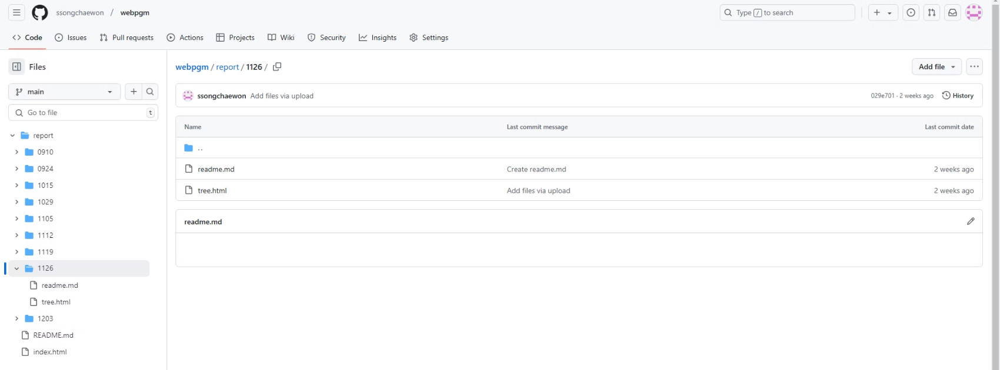 ssongchaewon / webpgm
Type / to search
Code Issues Pull requests Actions Projects Wiki Security Insights Settings
Files
webpgm / report / 1126 /
Add file
main
ssongchaewon Add files via upload
029e701 · 2 weeks ago History
Go to file t
Name Last commit message Last commit date
report
..
0910
0924
readme.md Create readme.md 2 weeks ago
1015
tree.html Add files via upload 2 weeks ago
1029
1105
readme.md
1112
1119
1126
readme.md
tree.html
1203
README.md
index.html